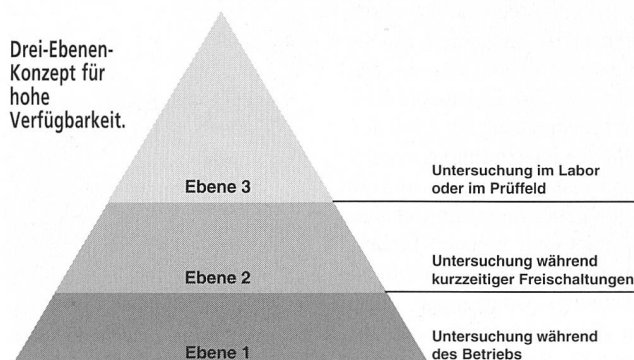 Drei-Ebenen-
Konzept für
hohe
Verfügbarkeit.
Ebene 3
Untersuchung im Labor
oder im Prüffeld
Ebene 2
Untersuchung während
kurzzeitiger Freischaltungen
Ebene 1
Untersuchung während
des Betriebs